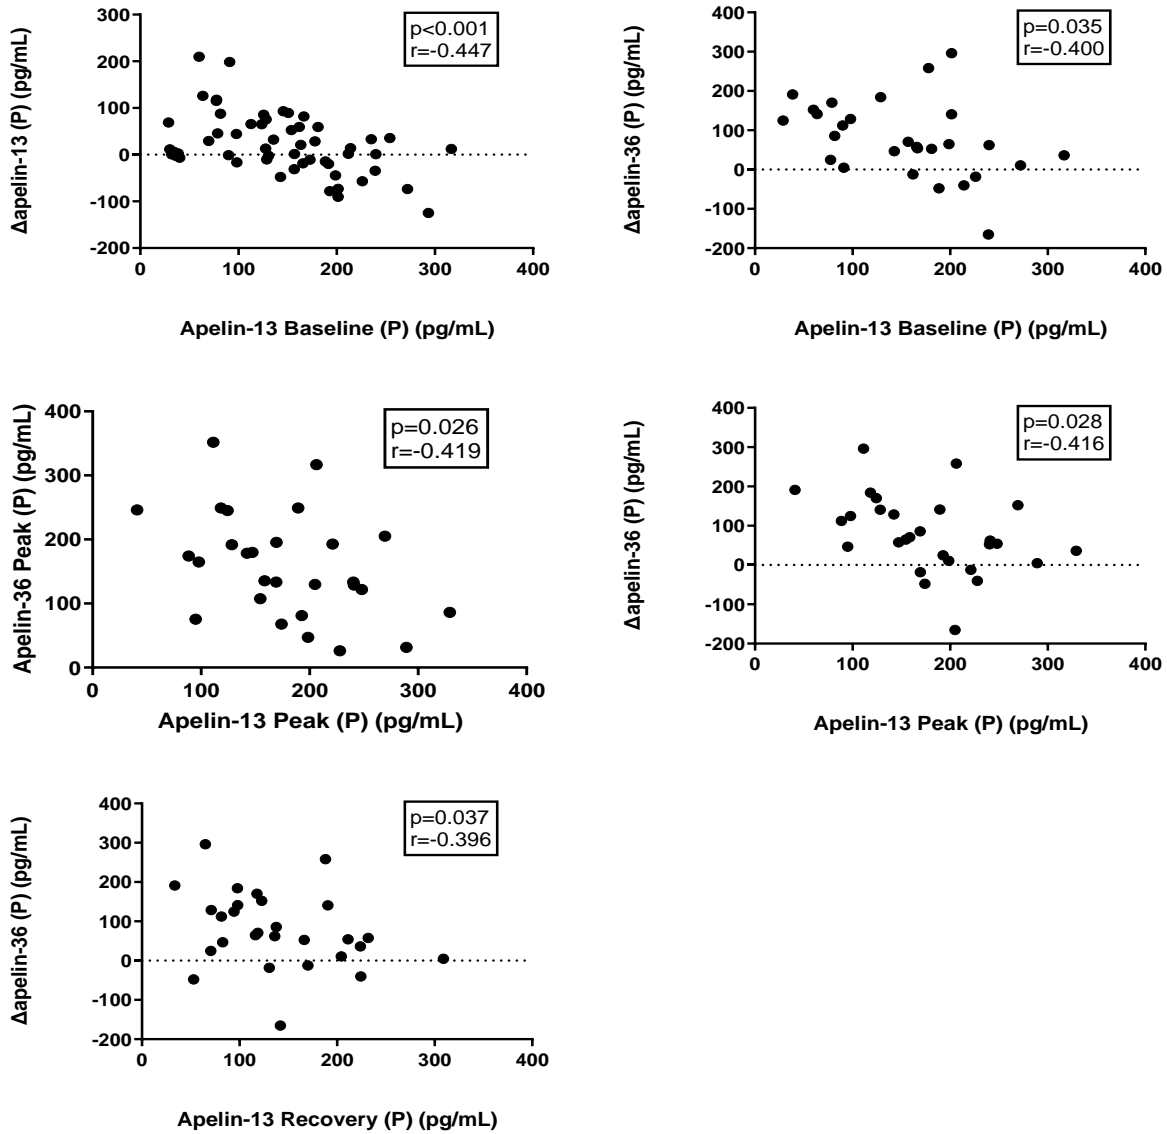 Δapelin-13 (P) (pg/mL)
300
200
100
0
-100
-200
0 100 200 300 400
Apelin-13 Baseline (P) (pg/mL)
p<0.001
r=-0.447
Δapelin-36 (P) (pg/mL)
400
300
200
100
0
-100
-200
0 100 200 300 400
Apelin-13 Baseline (P) (pg/mL)
p=0.035
r=-0.400
Apelin-36 Peak (P) (pg/mL)
400
300
200
100
0
0 100 200 300 400
Apelin-13 Peak (P) (pg/mL)
p=0.026
r=-0.419
Δapelin-36 (P) (pg/mL)
400
300
200
100
0
-100
-200
0 100 200 300 400
Apelin-13 Peak (P) (pg/mL)
p=0.028
r=-0.416
Δapelin-36 (P) (pg/mL)
400
300
200
100
0
-100
-200
0 100 200 300 400
Apelin-13 Recovery (P) (pg/mL)
p=0.037
r=-0.396